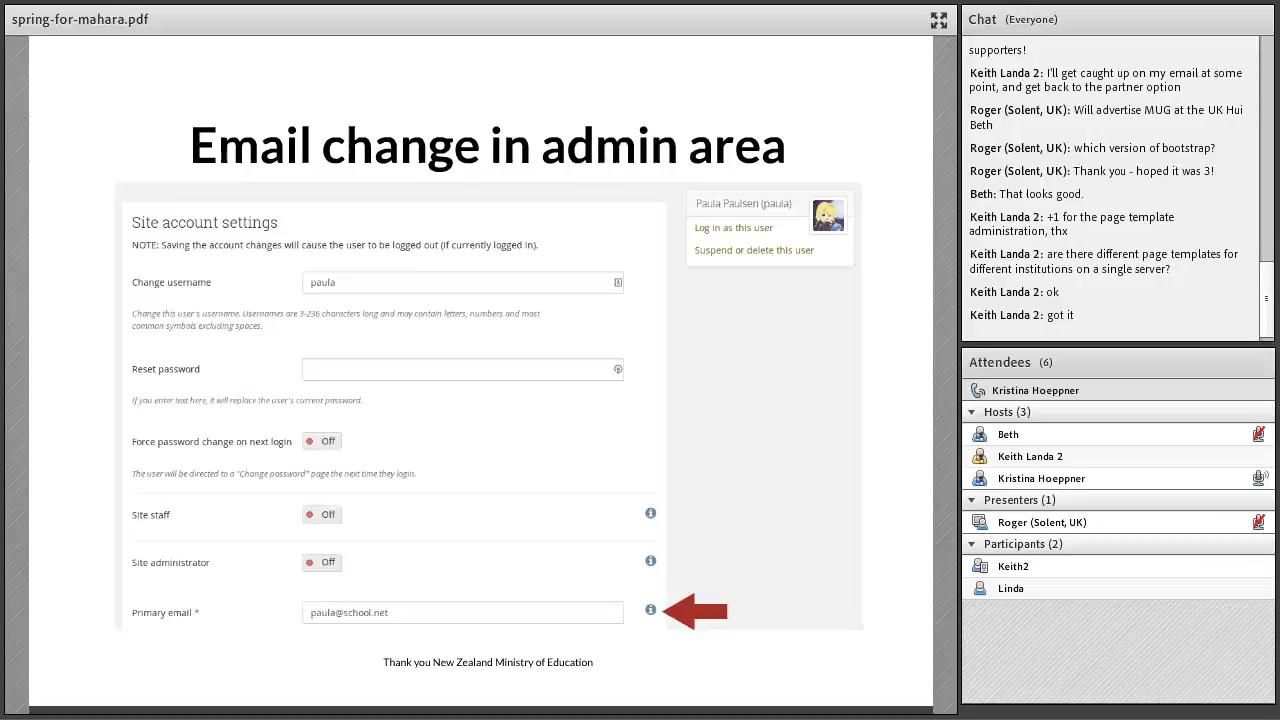 spring-for-mahara.pdf
Email change in admin area
Site account settings
NOTE: Saving the account changes will cause the user to be logged out (if currently logged in).
Change username
paula
Change this user's username. Usernames are 3-236 characters long and may contain letters, numbers and most
common symbols excluding spaces.
Reset password
If you enter text here, it will replace the user's current password.
Force password change on next login
Off
The user will be directed to a "Change password" page the next time they login.
Site staff
Off
Site administrator
Off
Primary email *
paula@school.net
Paula Paulsen (paula)
Log in as this user
Suspend or delete this user
Thank you New Zealand Ministry of Education
Chat (Everyone)
supporters!
Keith Landa 2: I'll get caught up on my email at some
point, and get back to the partner option
Roger (Solent, UK): Will advertise MUG at the UK Hui
Beth
Roger (Solent, UK): which version of bootstrap?
Roger (Solent, UK): Thank you - hoped it was 3!
Beth: That looks good.
Keith Landa 2: +1 for the page template
administration, thx
Keith Landa 2: are there different page templates for
different institutions on a single server?
Keith Landa 2: ok
Keith Landa 2: got it
Attendees (6)
Kristina Hoeppner
Hosts (3)
Beth
Keith Landa 2
Kristina Hoeppner
Presenters (1)
Roger (Solent, UK)
Participants (2)
Keith2
Linda